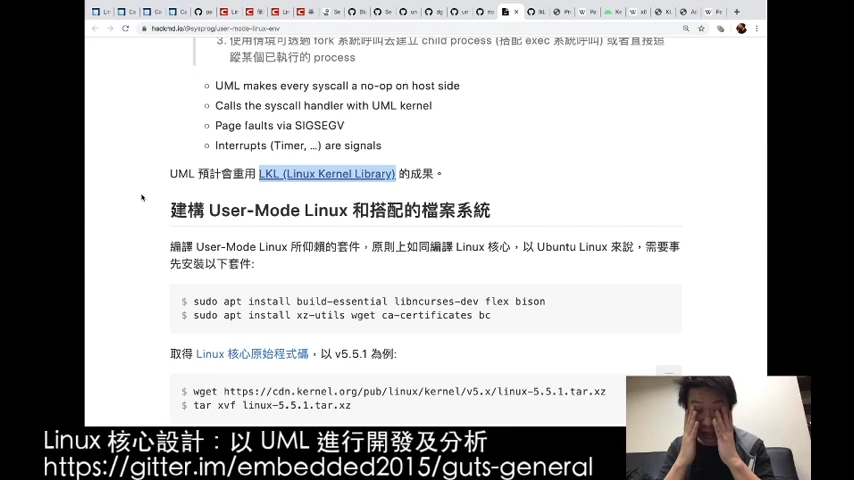 hackmd.io/@sysprog/user-mode-linux-env
3. 使用情境可透過 fork 系統呼叫去建立 child process (搭配 exec 系統呼叫) 或者直接追
蹤某個已執行的 process
UML makes every syscall a no-op on host side
Calls the syscall handler with UML kernel
Page faults via SIGSEGV
Interrupts (Timer, …) are signals
UML 預計會重用 LKL (Linux Kernel Library) 的成果。
建構 User-Mode Linux 和搭配的檔案系統
編譯 User-Mode Linux 所仰賴的套件，原則上如同編譯 Linux 核心，以 Ubuntu Linux 來說，需要事
先安裝以下套件:
$ sudo apt install build-essential libncurses-dev flex bison
$ sudo apt install xz-utils wget ca-certificates bc
取得 Linux 核心原始程式碼，以 v5.5.1 為例:
$ wget https://cdn.kernel.org/pub/linux/kernel/v5.x/linux-5.5.1.tar.xz
$ tar xvf linux-5.5.1.tar.xz
Linux 核心設計：以 UML 進行開發及分析
https://gitter.im/embedded2015/guts-general